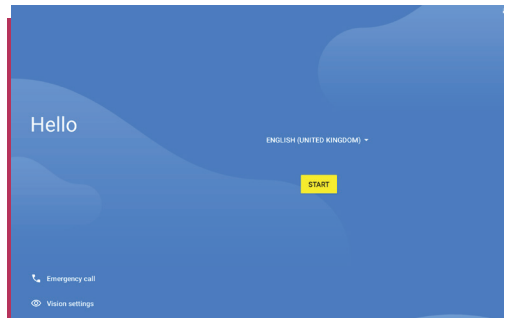 Hello
ENGLISH (UNITED KINGDOM)
START
Emergency call
Vision settings